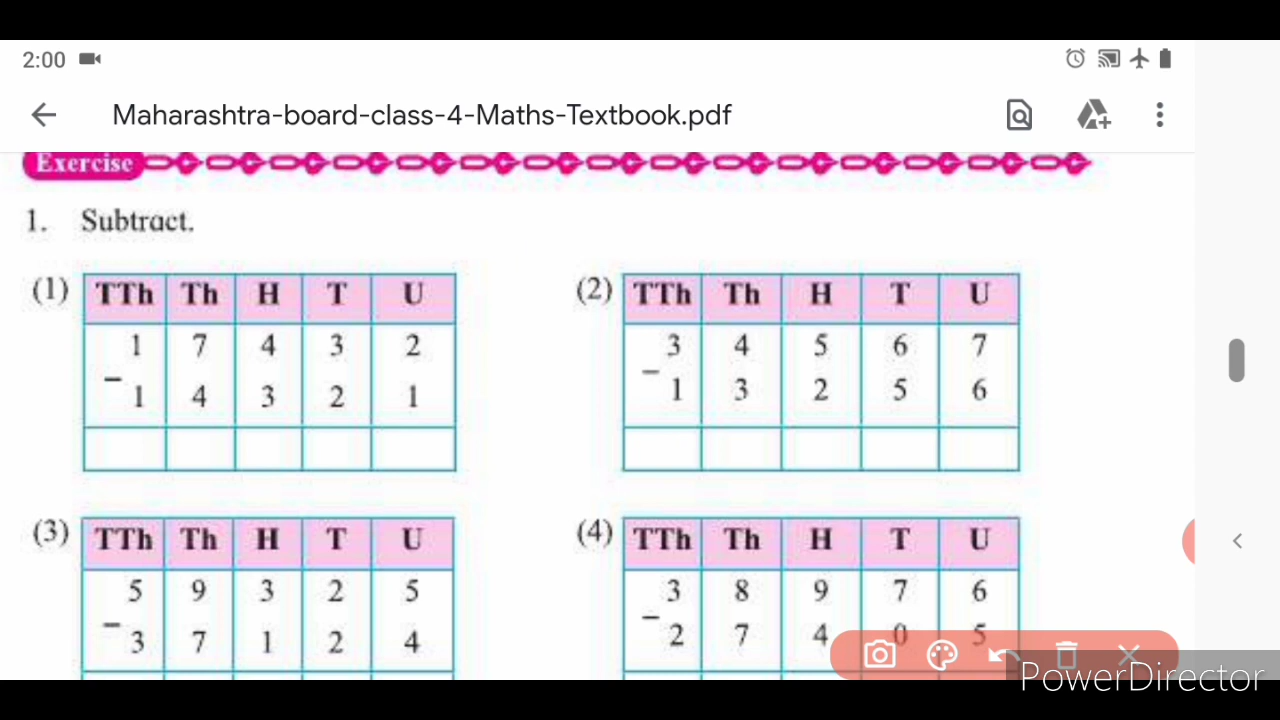 2:00
Maharashtra-board-class-4-Maths-Textbook.pdf
Exercise
1. Subtract.
(1) TTh Th H T U
1 7 4 3 2
− 1 4 3 2 1
(2) TTh Th H T U
3 4 5 6 7
− 1 3 2 5 6
(3) TTh Th H T U
5 9 3 2 5
− 3 7 1 2 4
(4) TTh Th H T U
3 8 9 7 6
− 2 7 4 0 5
PowerDirector